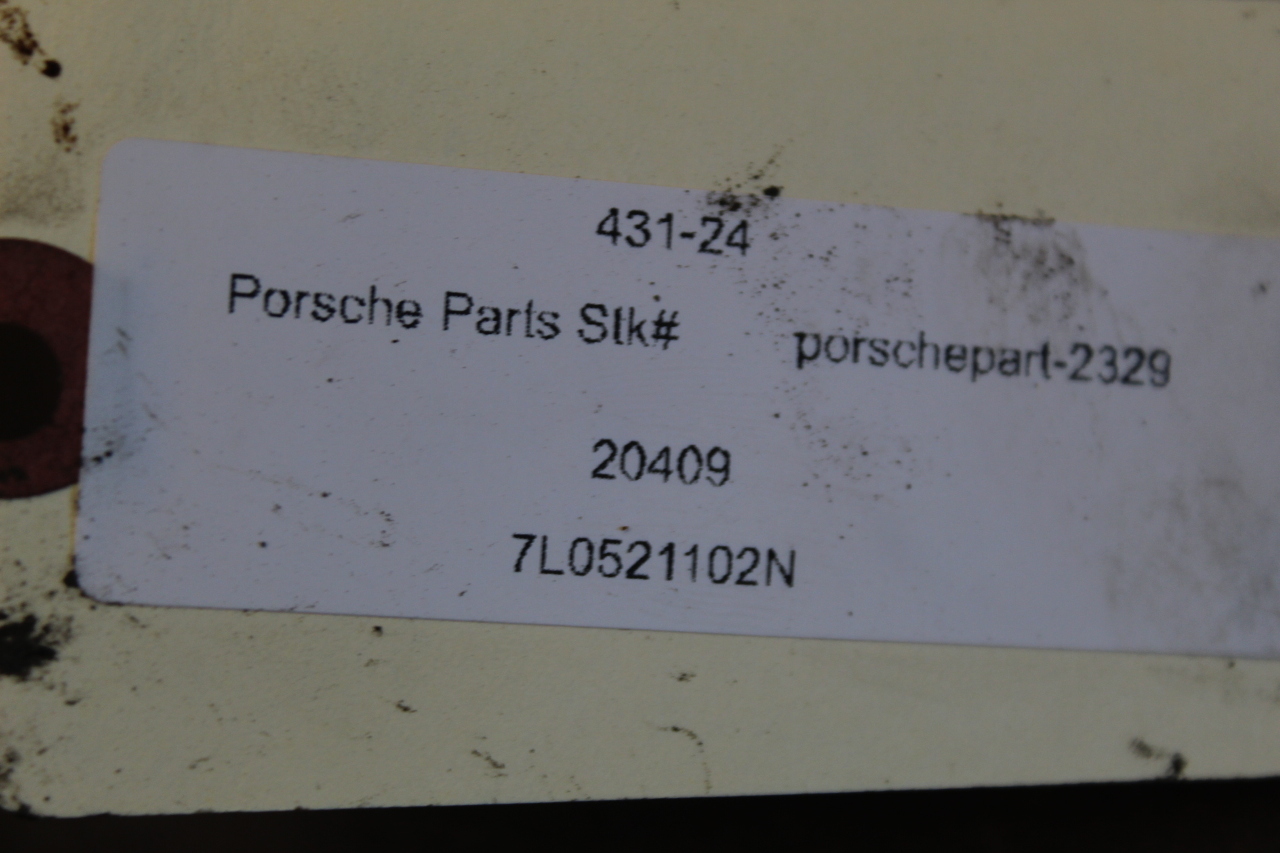 431-24
Porsche Parts Stk# porschepart-2329
20409
7L0521102N